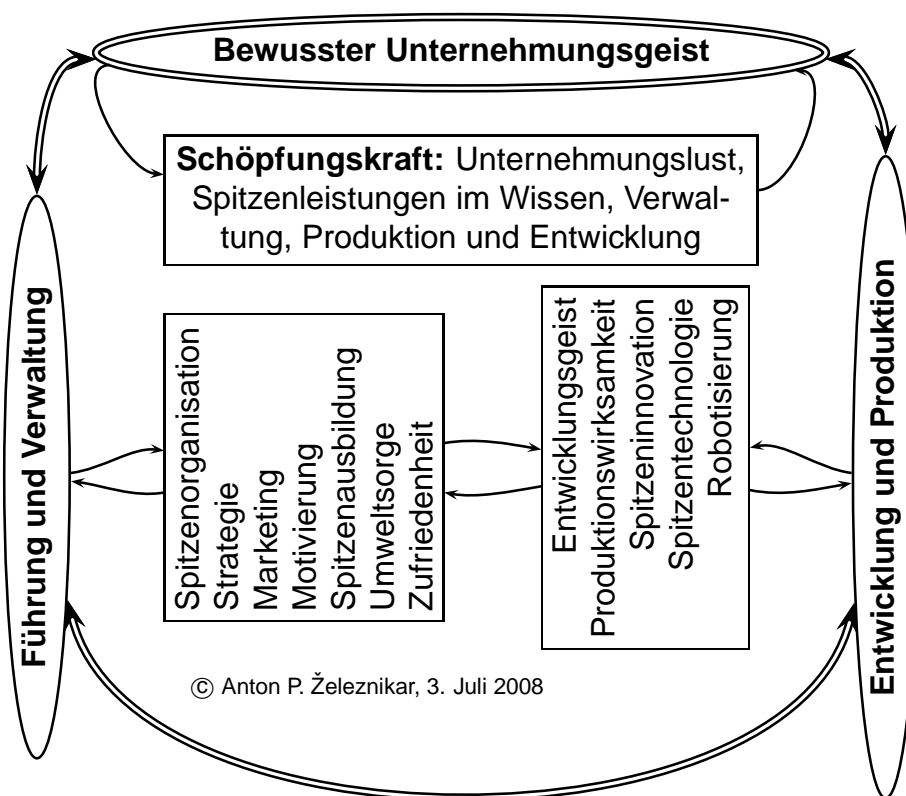 Bewusster Unternehmungsgeist
Schöpfungskraft: Unternehmungslust,
Spitzenleistungen im Wissen, Verwal-
tung, Produktion und Entwicklung
Führung und Verwaltung
Spitzenorganisation
Strategie
Marketing
Motivierung
Spitzenausbildung
Umweltsorge
Zufriedenheit
Entwicklungsgeist
Produktionswirksamkeit
Spitzeninnovation
Spitzentechnologie
Robotisierung
Entwicklung und Produktion
© Anton P. Železnikar, 3. Juli 2008